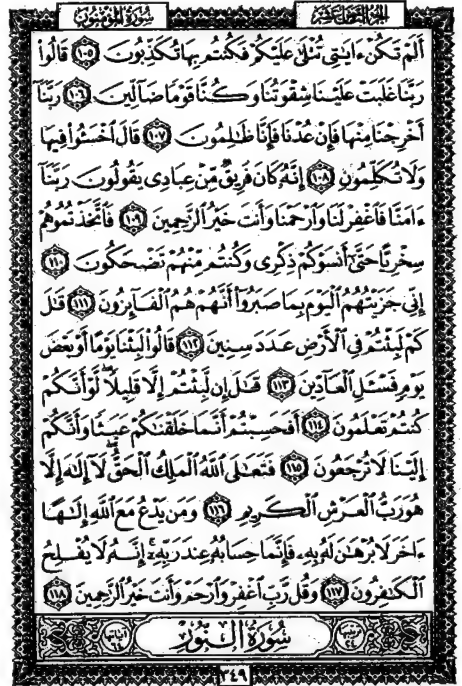 الجزء الثامن عشر سورة المؤمنون
أَلَمْ تَكُنْ ءَايَٰتِى تُتْلَىٰ عَلَيْكُمْ فَكُنتُم بِهَا تُكَذِّبُونَ ١٠٥ قَالُوا۟
رَبَّنَا غَلَبَتْ عَلَيْنَا شِقْوَتُنَا وَكُنَّا قَوْمًا ضَآلِّينَ ١٠٦ رَبَّنَآ
أَخْرِجْنَا مِنْهَا فَإِنْ عُدْنَا فَإِنَّا ظَٰلِمُونَ ١٠٧ قَالَ ٱخْسَـُٔوا۟ فِيهَا
وَلَا تُكَلِّمُونِ ١٠٨ إِنَّهُۥ كَانَ فَرِيقٌ مِّنْ عِبَادِى يَقُولُونَ رَبَّنَآ
ءَامَنَّا فَٱغْفِرْ لَنَا وَٱرْحَمْنَا وَأَنتَ خَيْرُ ٱلرَّٰحِمِينَ ١٠٩ فَٱتَّخَذْتُمُوهُمْ
سِخْرِيًّا حَتَّىٰٓ أَنسَوْكُمْ ذِكْرِى وَكُنتُم مِّنْهُمْ تَضْحَكُونَ ١١٠
إِنِّى جَزَيْتُهُمُ ٱلْيَوْمَ بِمَا صَبَرُوٓا۟ أَنَّهُمْ هُمُ ٱلْفَآئِزُونَ ١١١ قَٰلَ
كَمْ لَبِثْتُمْ فِى ٱلْأَرْضِ عَدَدَ سِنِينَ ١١٢ قَالُوا۟ لَبِثْنَا يَوْمًا أَوْ بَعْضَ
يَوْمٍ فَسْـَٔلِ ٱلْعَآدِّينَ ١١٣ قَٰلَ إِن لَّبِثْتُمْ إِلَّا قَلِيلًا لَّوْ أَنَّكُمْ
كُنتُمْ تَعْلَمُونَ ١١٤ أَفَحَسِبْتُمْ أَنَّمَا خَلَقْنَٰكُمْ عَبَثًا وَأَنَّكُمْ
إِلَيْنَا لَا تُرْجَعُونَ ١١٥ فَتَعَٰلَى ٱللَّهُ ٱلْمَلِكُ ٱلْحَقُّ لَآ إِلَٰهَ إِلَّا
هُوَ رَبُّ ٱلْعَرْشِ ٱلْكَرِيمِ ١١٦ وَمَن يَدْعُ مَعَ ٱللَّهِ إِلَٰهًا
ءَاخَرَ لَا بُرْهَٰنَ لَهُۥ بِهِۦ فَإِنَّمَا حِسَابُهُۥ عِندَ رَبِّهِۦٓ إِنَّهُۥ لَا يُفْلِحُ
ٱلْكَٰفِرُونَ ١١٧ وَقُل رَّبِّ ٱغْفِرْ وَٱرْحَمْ وَأَنتَ خَيْرُ ٱلرَّٰحِمِينَ ١١٨
سُورَةُ ٱلنُّورِ
٣٤٩